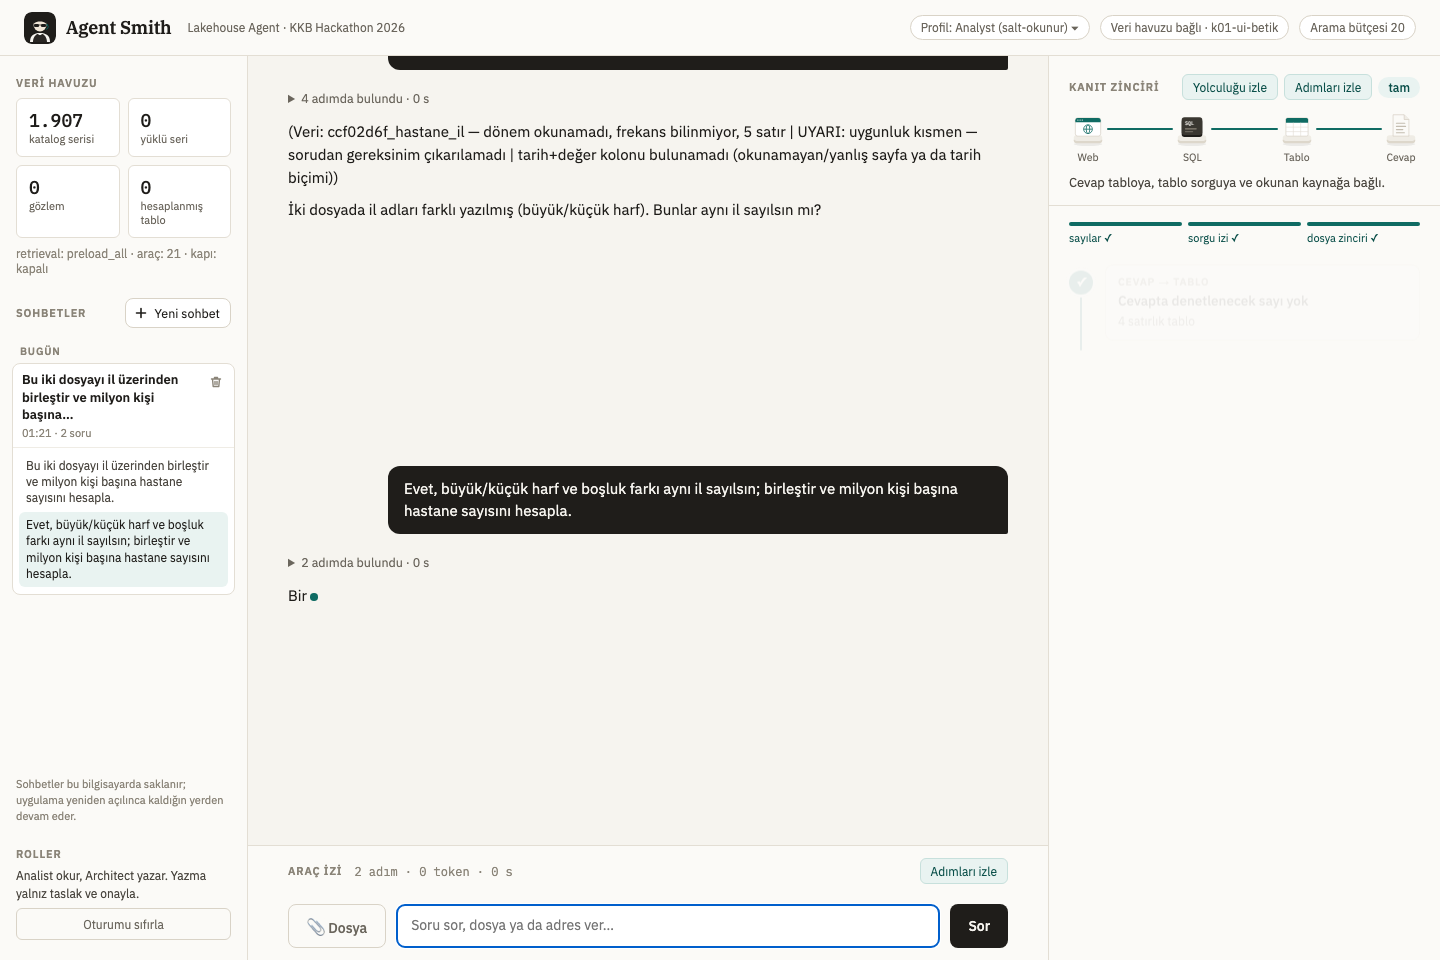 Agent Smith
Lakehouse Agent · KKB Hackathon 2026
Profil: Analyst (salt-okunur)
Veri havuzu bağlı · k01-ui-betik
Arama bütçesi 20
VERİ HAVUZU
1.907
katalog serisi
0
yüklü seri
0
gözlem
0
hesaplanmış
tablo
retrieval: preload_all · araç: 21 · kapı:
kapalı
SOHBETLER
+ Yeni sohbet
BUGÜN
Bu iki dosyayı il üzerinden
birleştir ve milyon kişi
başına...
01:21 · 2 soru
Bu iki dosyayı il üzerinden birleştir
ve milyon kişi başına hastane
sayısını hesapla.
Evet, büyük/küçük harf ve boşluk
farkı aynı il sayılsın; birleştir ve
milyon kişi başına hastane sayısını
hesapla.
Sohbetler bu bilgisayarda saklanır;
uygulama yeniden açılınca kaldığın yerden
devam eder.
ROLLER
Analist okur, Architect yazar. Yazma
yalnız taslak ve onayla.
Oturumu sıfırla
4 adımda bulundu · 0 s
(Veri: ccf02d6f_hastane_il — dönem okunamadı, frekans bilinmiyor, 5 satır | UYARI: uygunluk kısmen —
sorudan gereksinim çıkarılamadı | tarih+değer kolonu bulunamadı (okunamayan/yanlış sayfa ya da tarih
biçimi))
İki dosyada il adları farklı yazılmış (büyük/küçük harf). Bunlar aynı il sayılsın mı?
Evet, büyük/küçük harf ve boşluk farkı aynı il sayılsın; birleştir ve milyon kişi başına
hastane sayısını hesapla.
2 adımda bulundu · 0 s
Bir
ARAÇ İZİ
2 adım · 0 token · 0 s
Adımları izle
Dosya
Soru sor, dosya ya da adres ver...
Sor
KANIT ZİNCİRİ
Yolculuğu izle
Adımları izle
tam
SQL
Web
SQL
Tablo
Cevap
Cevap tabloya, tablo sorguya ve okunan kaynağa bağlı.
sayılar ✓
sorgu izi ✓
dosya zinciri ✓
CEVAP → TABLO
Cevapta denetlenecek sayı yok
4 satırlık tablo